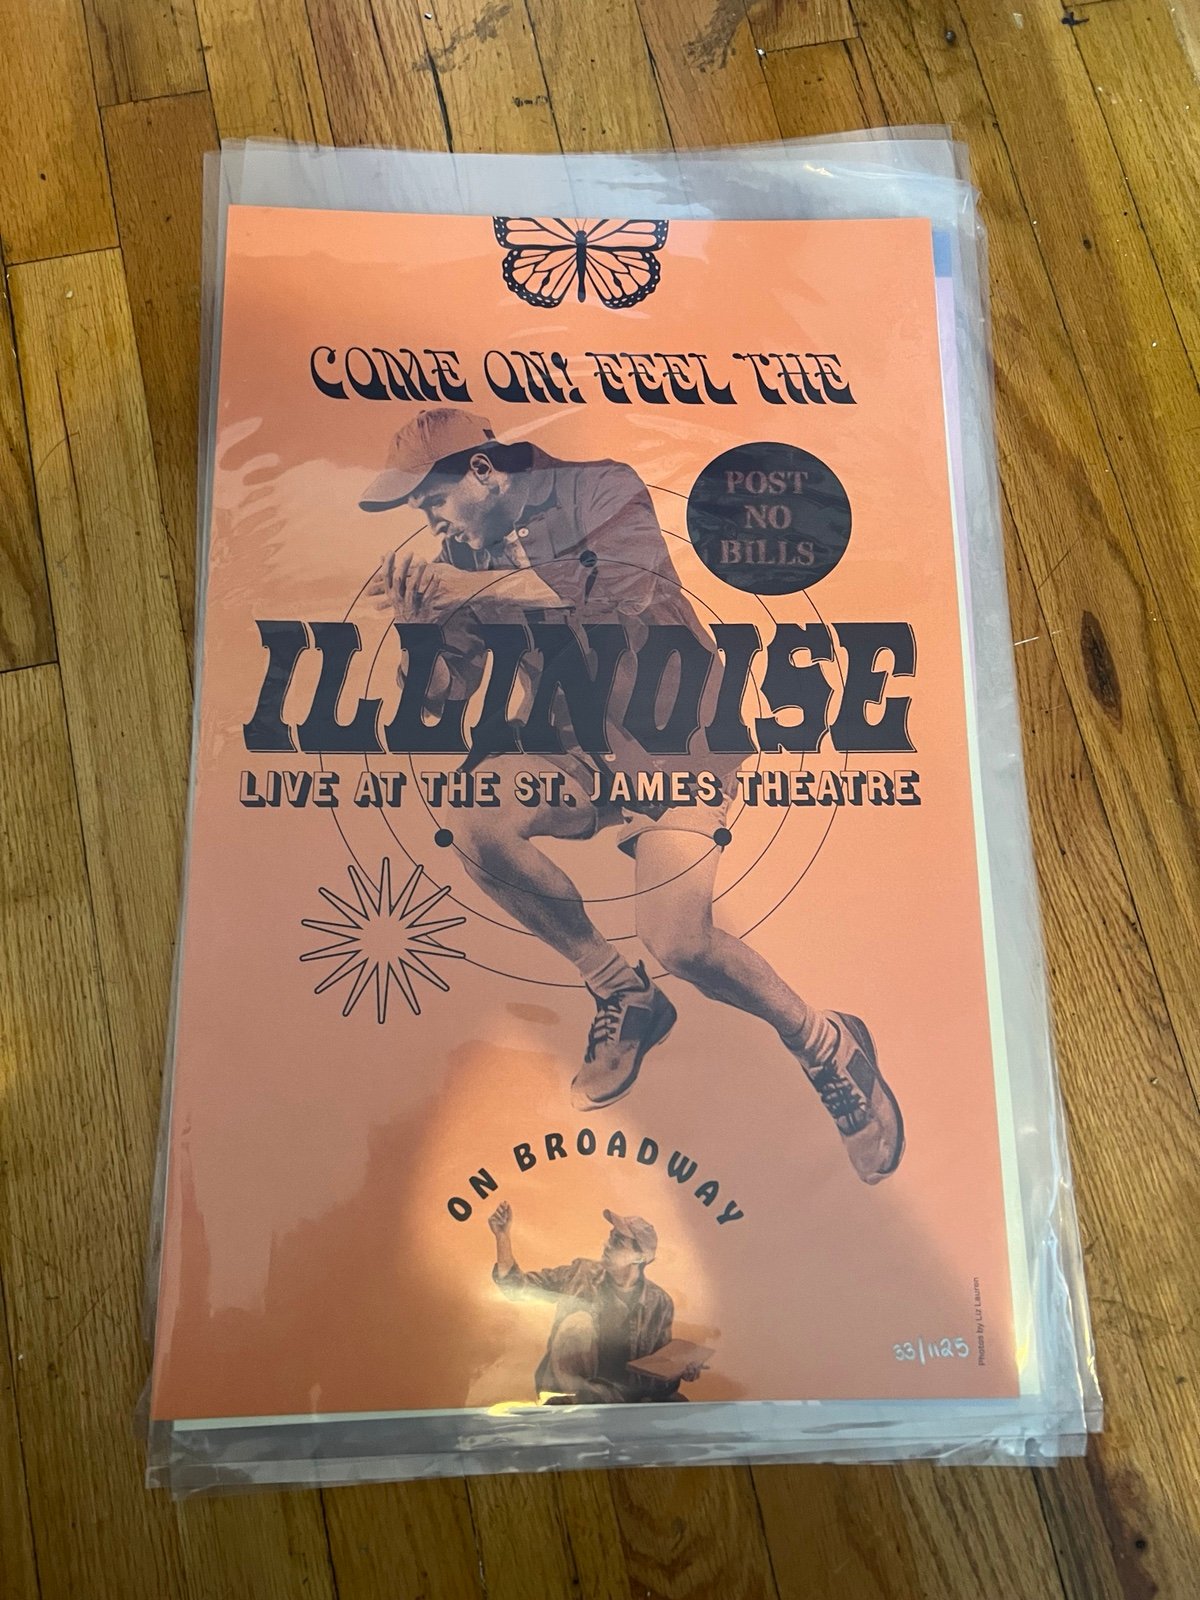 COME ON! FEEL THE
POST
NO
BILLS
ILLINOISE
LIVE AT THE ST. JAMES THEATRE
ON BROADWAY
33/1125
Photos by Liz Lauren